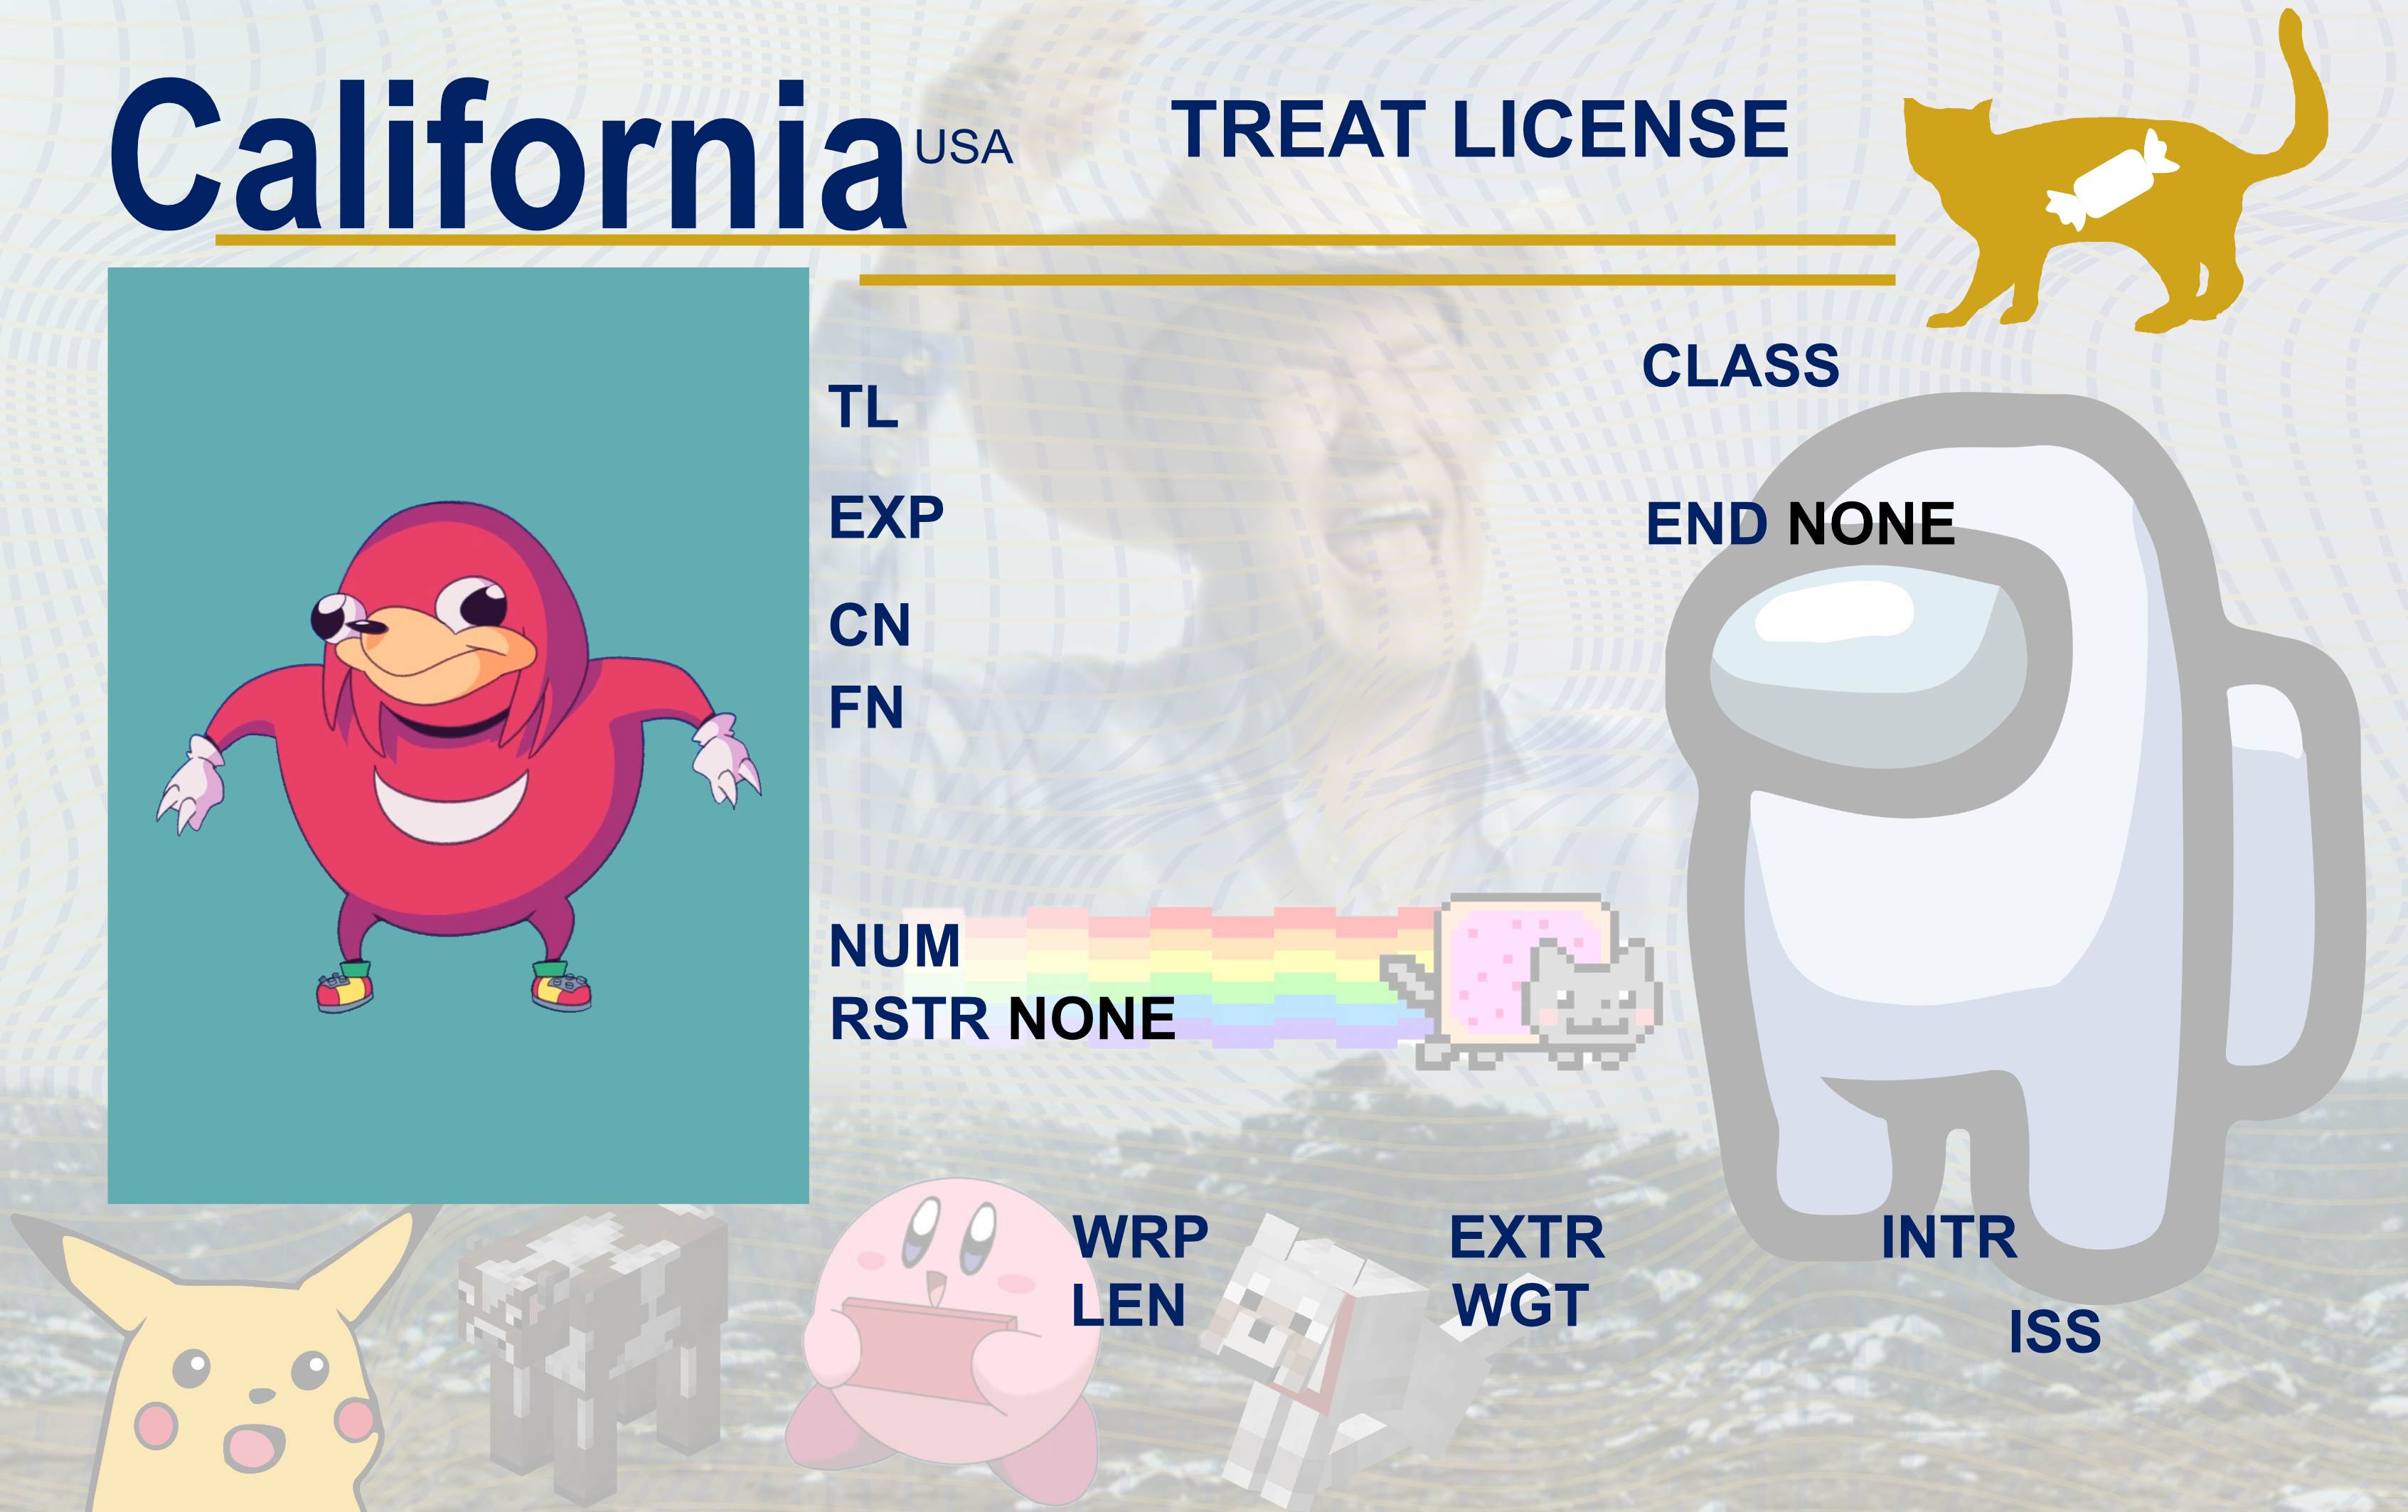 California USA
TREAT LICENSE
CLASS
TL
EXP
END NONE
CN
FN
NUM
RSTR NONE
WRP
EXTR
INTR
LEN
WGT
ISS